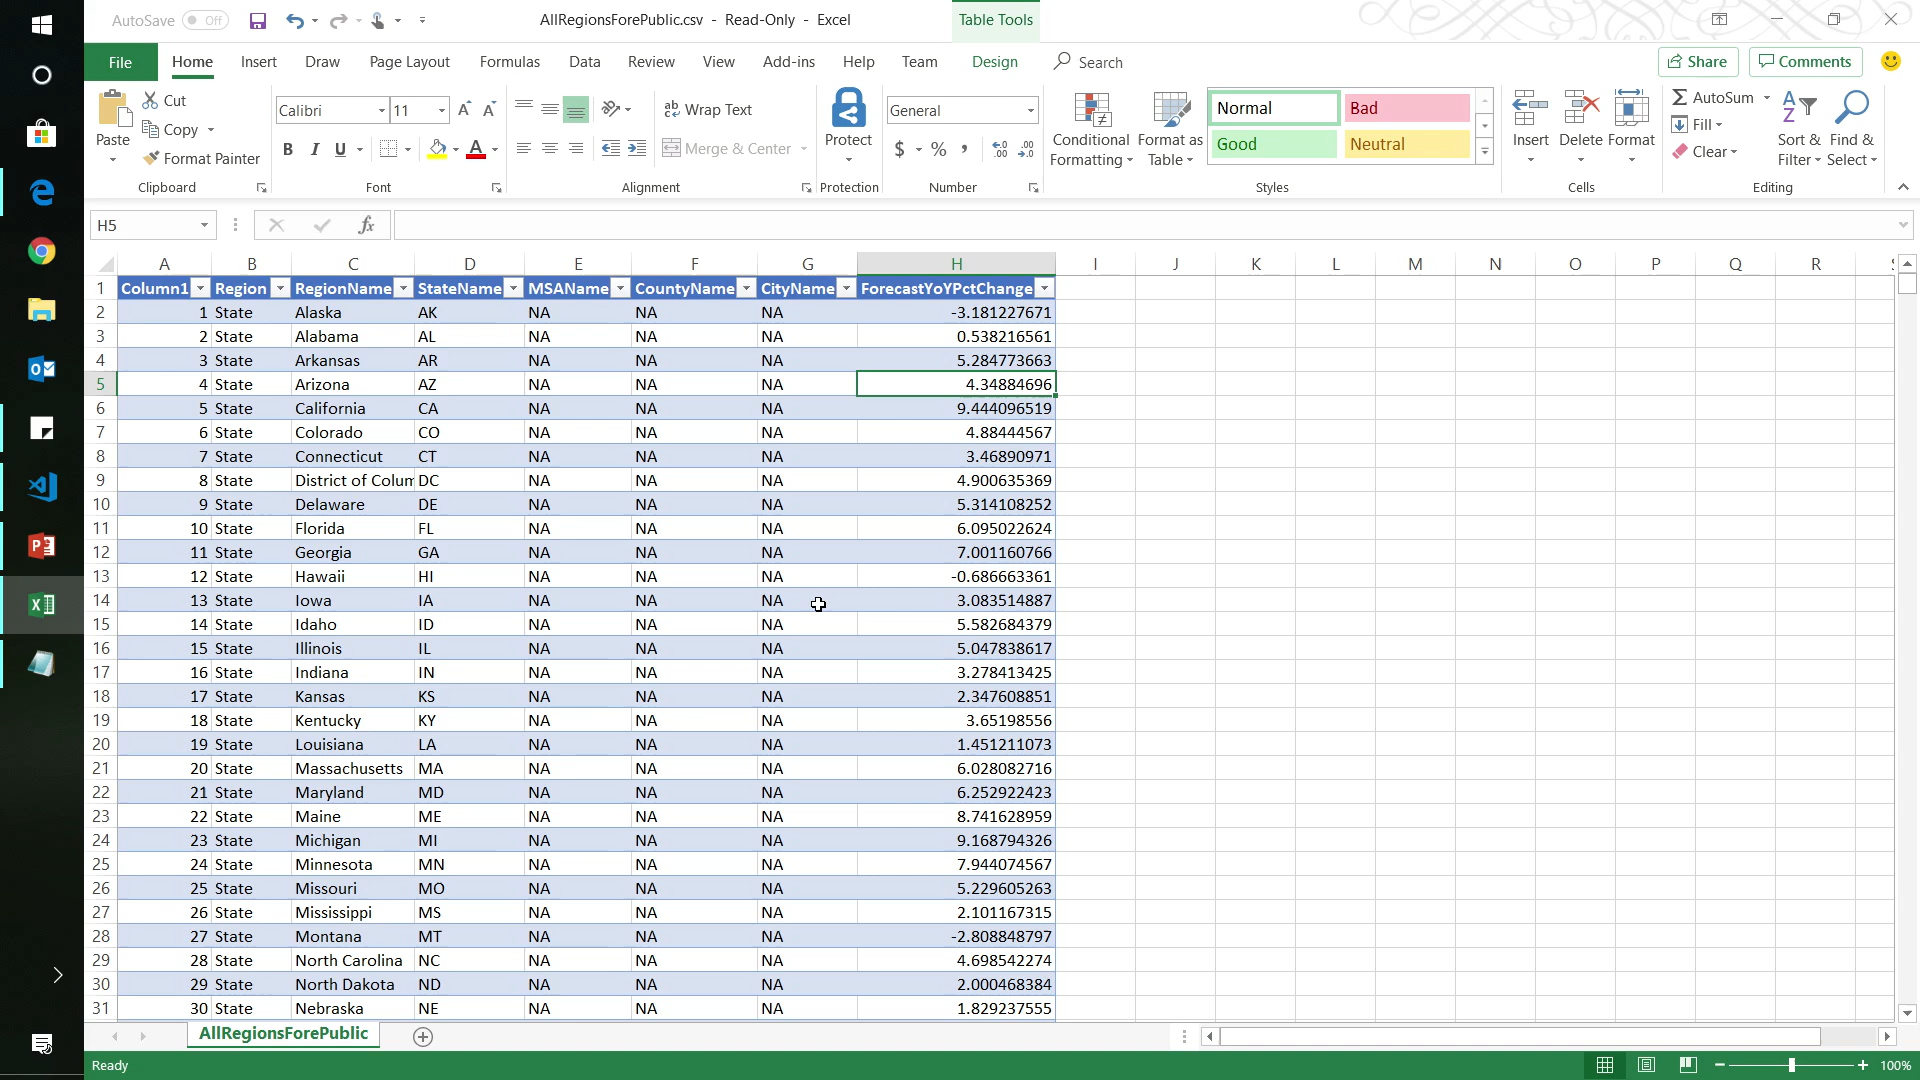 AutoSave Off AllRegionsForePublic.csv - Read-Only - Excel Table Tools
File Home Insert Draw Page Layout Formulas Data Review View Add-ins Help Team Design Search Share Comments
Paste Cut Copy Format Painter Clipboard
Calibri 11 B I U A Font
Wrap Text Merge & Center Alignment
Protect Protection
General $ % Number
Conditional Formatting Format as Table Normal Bad Good Neutral Styles
Insert Delete Format Cells
AutoSum Fill Clear Sort & Filter Find & Select Editing
H5 fx
A B C D E F G H I J K L M N O P Q R
1 Column1 Region RegionName StateName MSAName CountyName CityName ForecastYoYPctChange
2 1 State Alaska AK NA NA NA -3.181227671
3 2 State Alabama AL NA NA NA 0.538216561
4 3 State Arkansas AR NA NA NA 5.284773663
5 4 State Arizona AZ NA NA NA 4.34884696
6 5 State California CA NA NA NA 9.444096519
7 6 State Colorado CO NA NA NA 4.88444567
8 7 State Connecticut CT NA NA NA 3.46890971
9 8 State District of Colum DC NA NA NA 4.900635369
10 9 State Delaware DE NA NA NA 5.314108252
11 10 State Florida FL NA NA NA 6.095022624
12 11 State Georgia GA NA NA NA 7.001160766
13 12 State Hawaii HI NA NA NA -0.686663361
14 13 State Iowa IA NA NA NA 3.083514887
15 14 State Idaho ID NA NA NA 5.582684379
16 15 State Illinois IL NA NA NA 5.047838617
17 16 State Indiana IN NA NA NA 3.278413425
18 17 State Kansas KS NA NA NA 2.347608851
19 18 State Kentucky KY NA NA NA 3.65198556
20 19 State Louisiana LA NA NA NA 1.451211073
21 20 State Massachusetts MA NA NA NA 6.028082716
22 21 State Maryland MD NA NA NA 6.252922423
23 22 State Maine ME NA NA NA 8.741628959
24 23 State Michigan MI NA NA NA 9.168794326
25 24 State Minnesota MN NA NA NA 7.944074567
26 25 State Missouri MO NA NA NA 5.229605263
27 26 State Mississippi MS NA NA NA 2.101167315
28 27 State Montana MT NA NA NA -2.808848797
29 28 State North Carolina NC NA NA NA 4.698542274
30 29 State North Dakota ND NA NA NA 2.000468384
31 30 State Nebraska NE NA NA NA 1.829237555
AllRegionsForePublic
Ready 100%